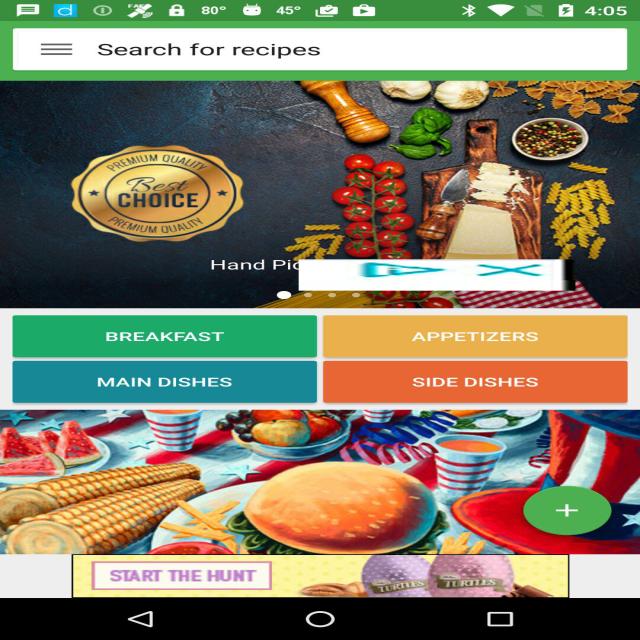 80° 45° 4:05
Search for recipes
PREMIUM QUALITY
Best
CHOICE
PREMIUM QUALITY
Hand Pic
BREAKFAST
APPETIZERS
MAIN DISHES
SIDE DISHES
START THE HUNT
TURTLES
TURTLES